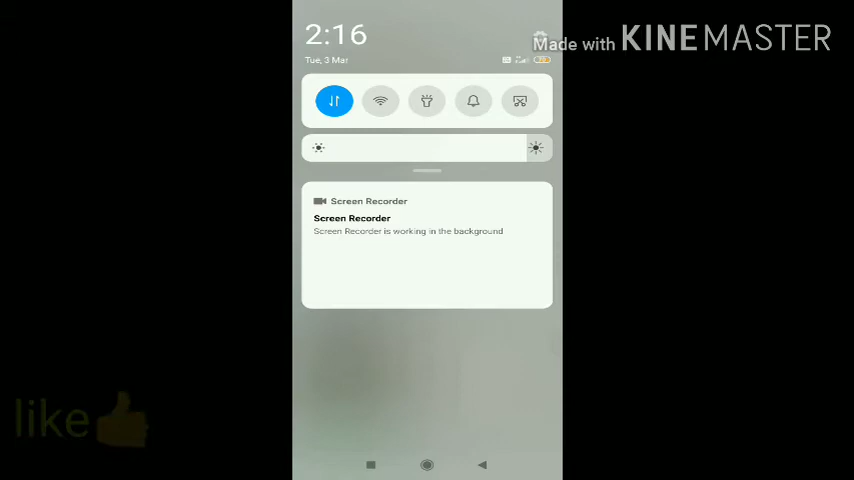 2:16
Made with KINEMASTER
Tue, 3 Mar
Screen Recorder
Screen Recorder
Screen Recorder is working in the background
like